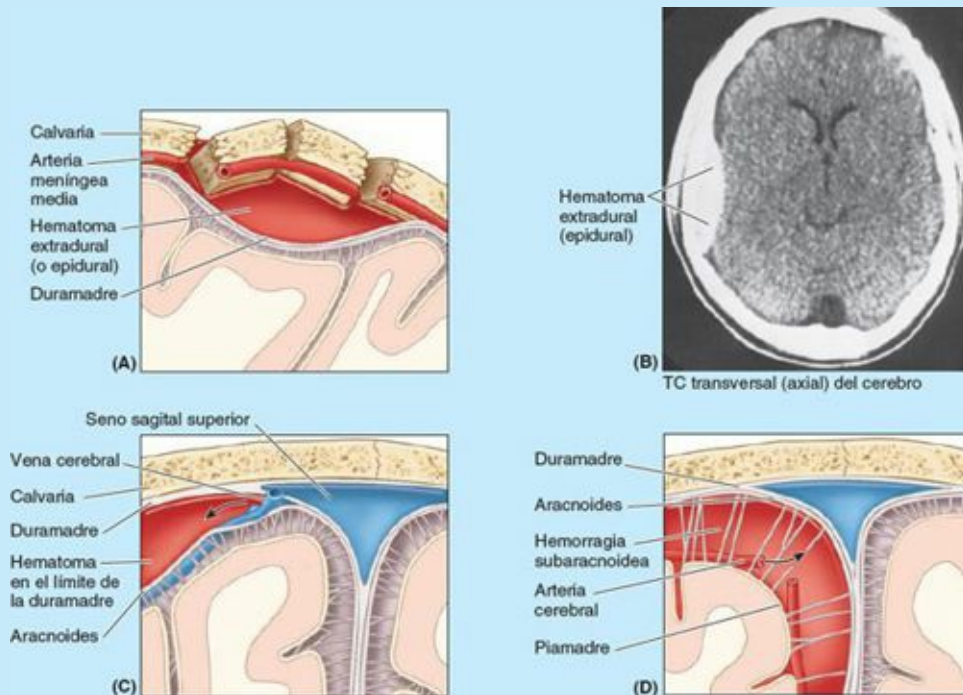 Calvaria
Arteria
meníngea
media
Hematoma
extradural
(o epidural)
Duramadre
(A)
Hematoma
extradural
(epidural)
(B)
TC transversal (axial) del cerebro
Seno sagital superior
Vena cerebral
Calvaria
Duramadre
Hematoma
en el límite de
la duramadre
Aracnoides
(C)
Duramadre
Aracnoides
Hemorragia
subaracnoidea
Arteria
cerebral
Piamadre
(D)